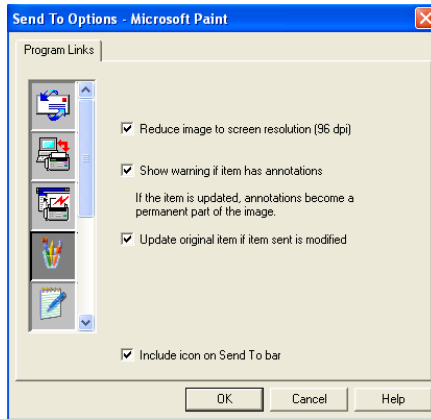 Send To Options - Microsoft Paint
Program Links
Reduce image to screen resolution (96 dpi)
Show warning if item has annotations
If the item is updated, annotations become a
permanent part of the image.
Update original item if item sent is modified
Include icon on Send To bar
OK Cancel Help